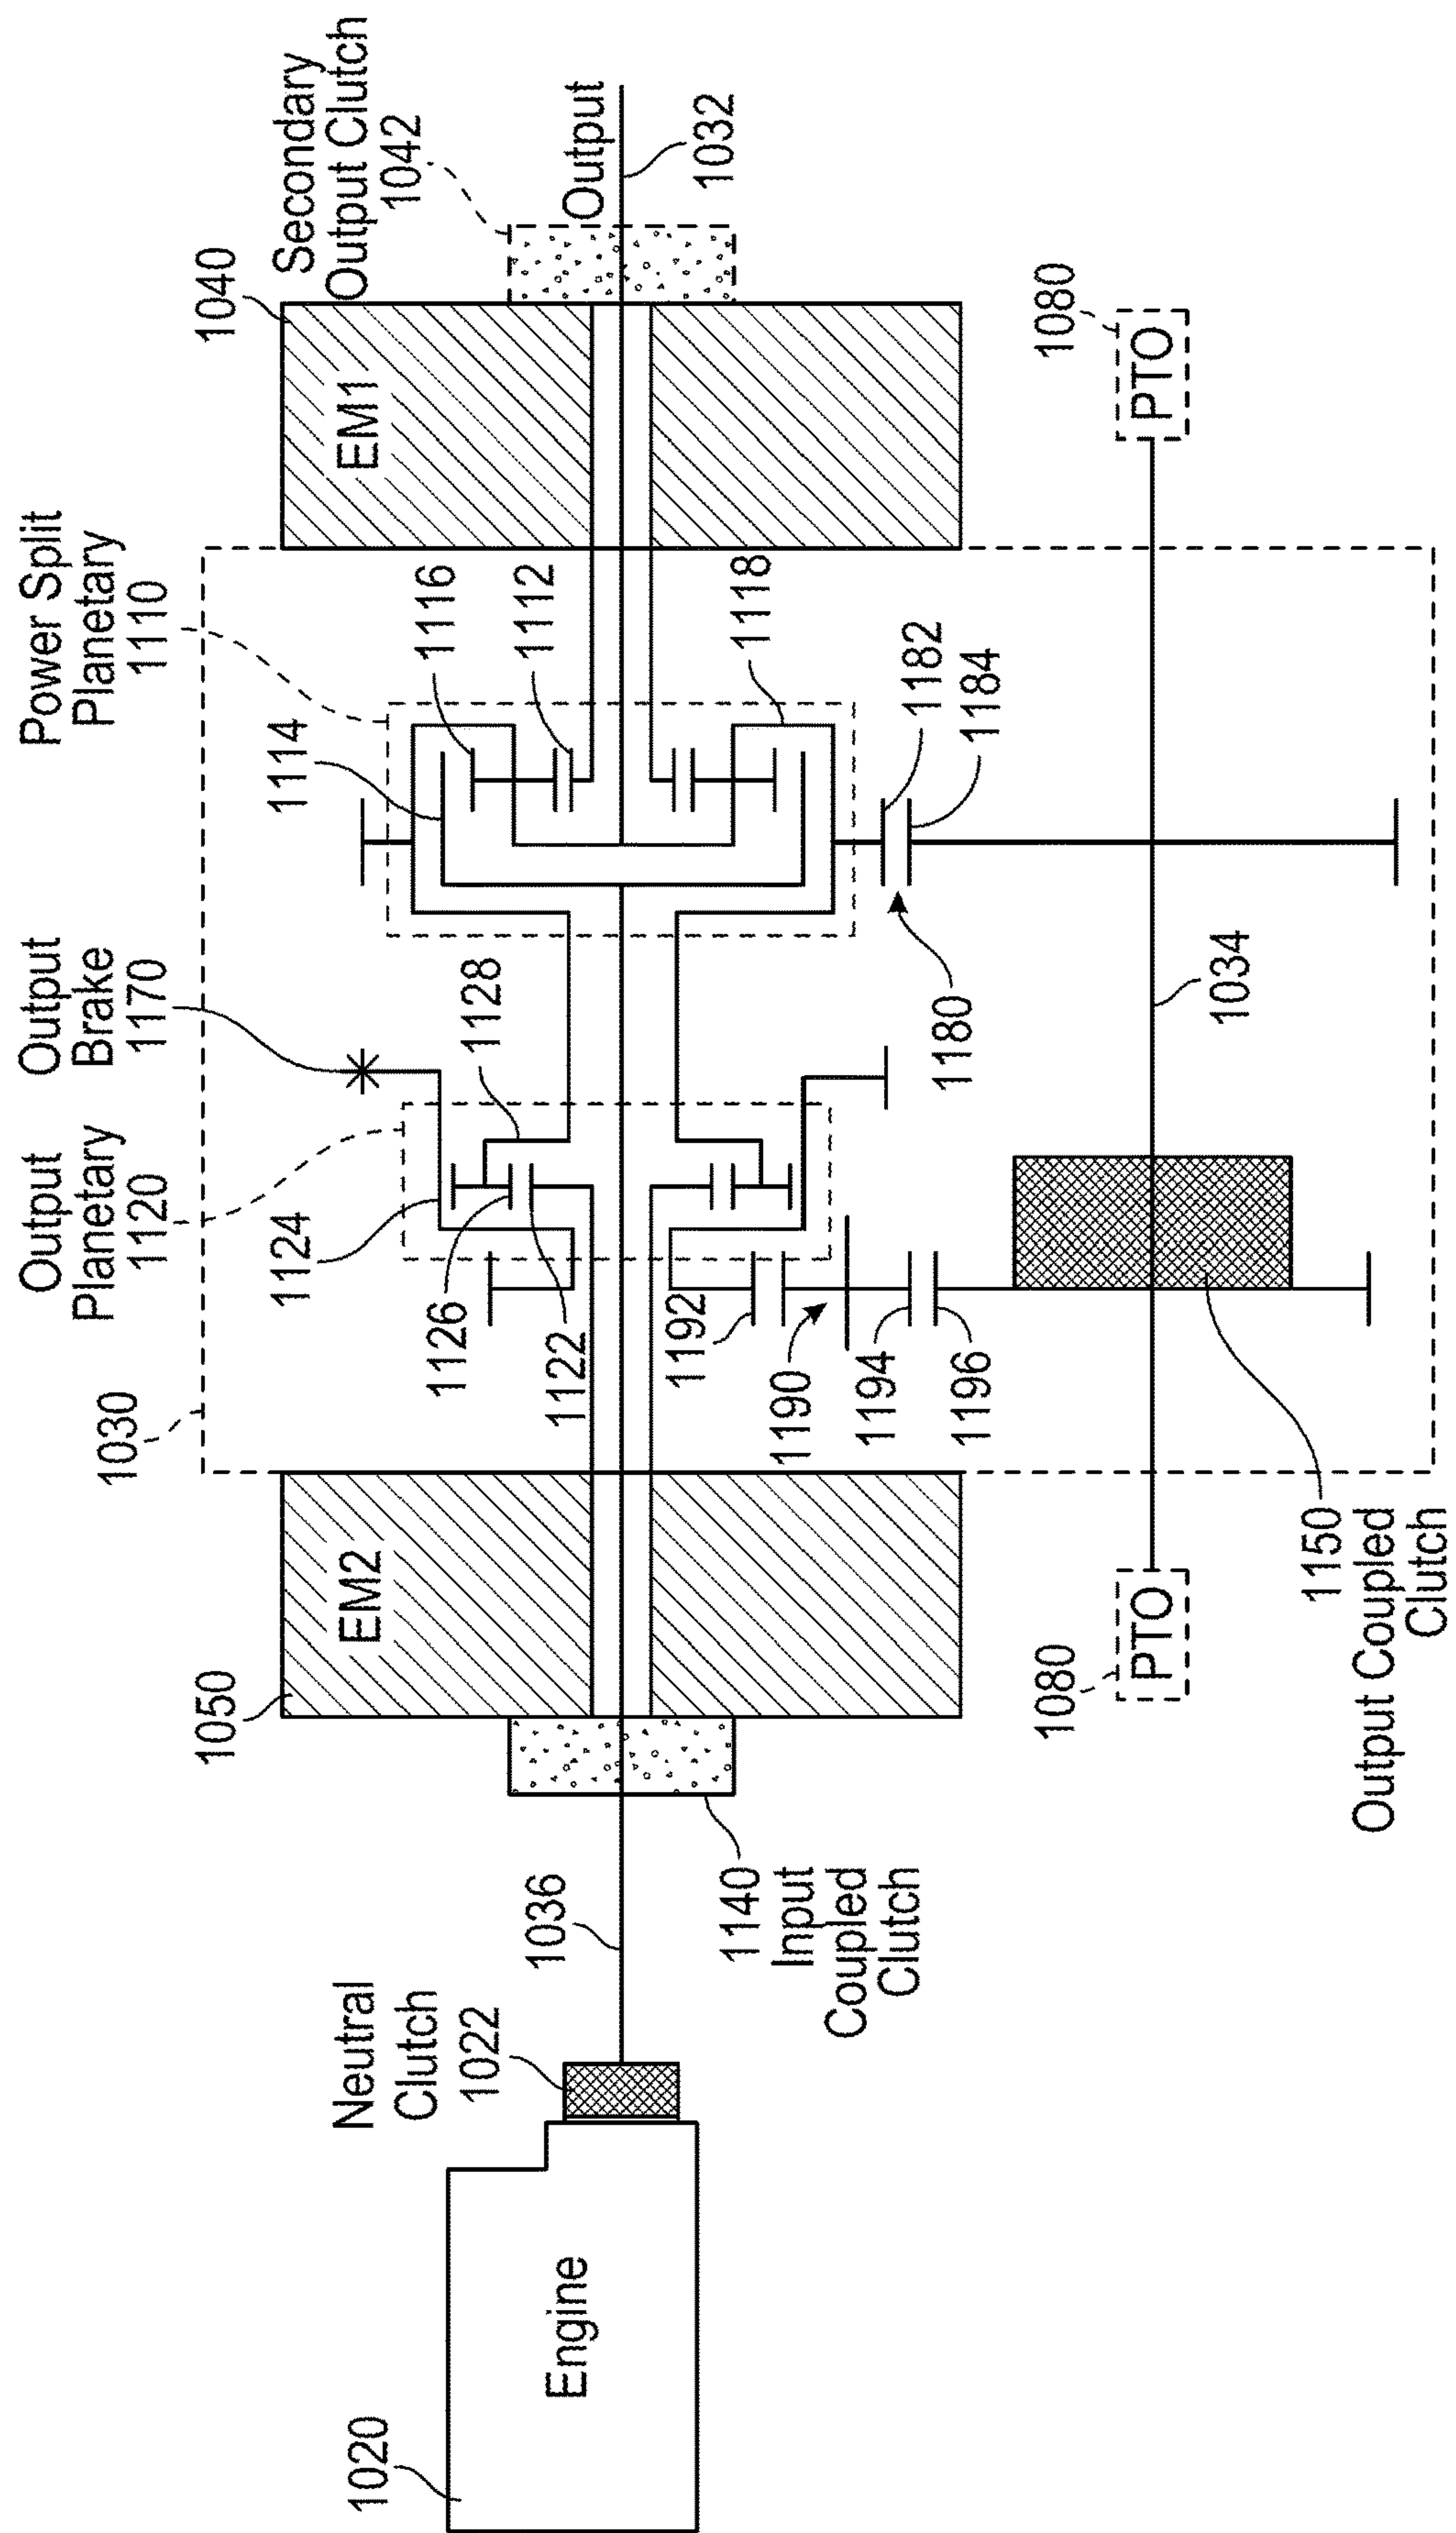 Engine
1020
Neutral
Clutch
1022
1036
1140
Input
Coupled
Clutch
1050
EM2
1030
Output
Planetary
1120
1124
1126
1122
1128
Output
Brake
1170
1192
1190
1194
1196
1150
Output Coupled
Clutch
1080
PTO
1034
1180
Power Split
Planetary
1110
1114
1116
1112
1118
1182
1184
1080
PTO
1040
EM1
Secondary
Output Clutch
1042
Output
1032